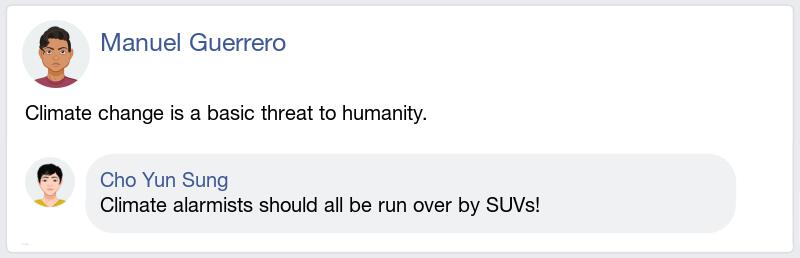 Manuel Guerrero
Climate change is a basic threat to humanity.
Cho Yun Sung
Climate alarmists should all be run over by SUVs!